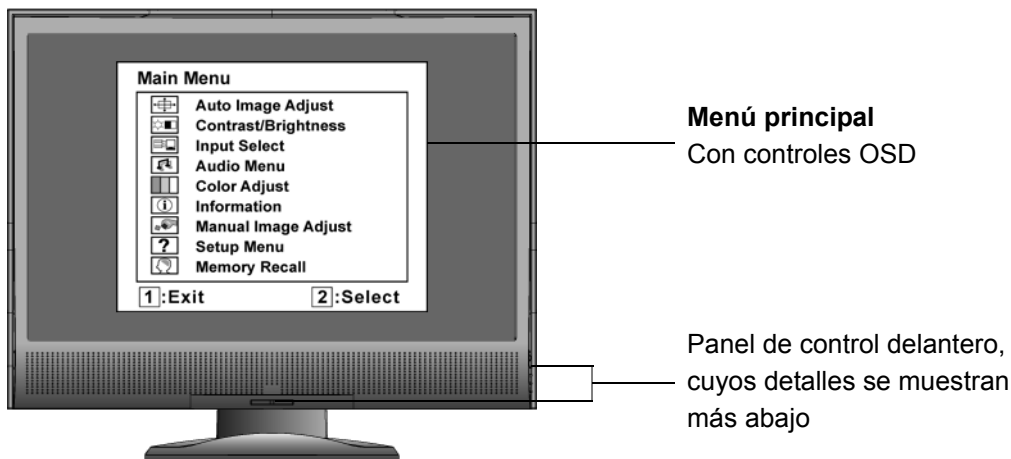 Main Menu
Auto Image Adjust
Contrast/Brightness
Input Select
Audio Menu
Color Adjust
Information
Manual Image Adjust
? Setup Menu
Memory Recall
1:Exit 2:Select
Menú principal
Con controles OSD
Panel de control delantero,
cuyos detalles se muestran
más abajo